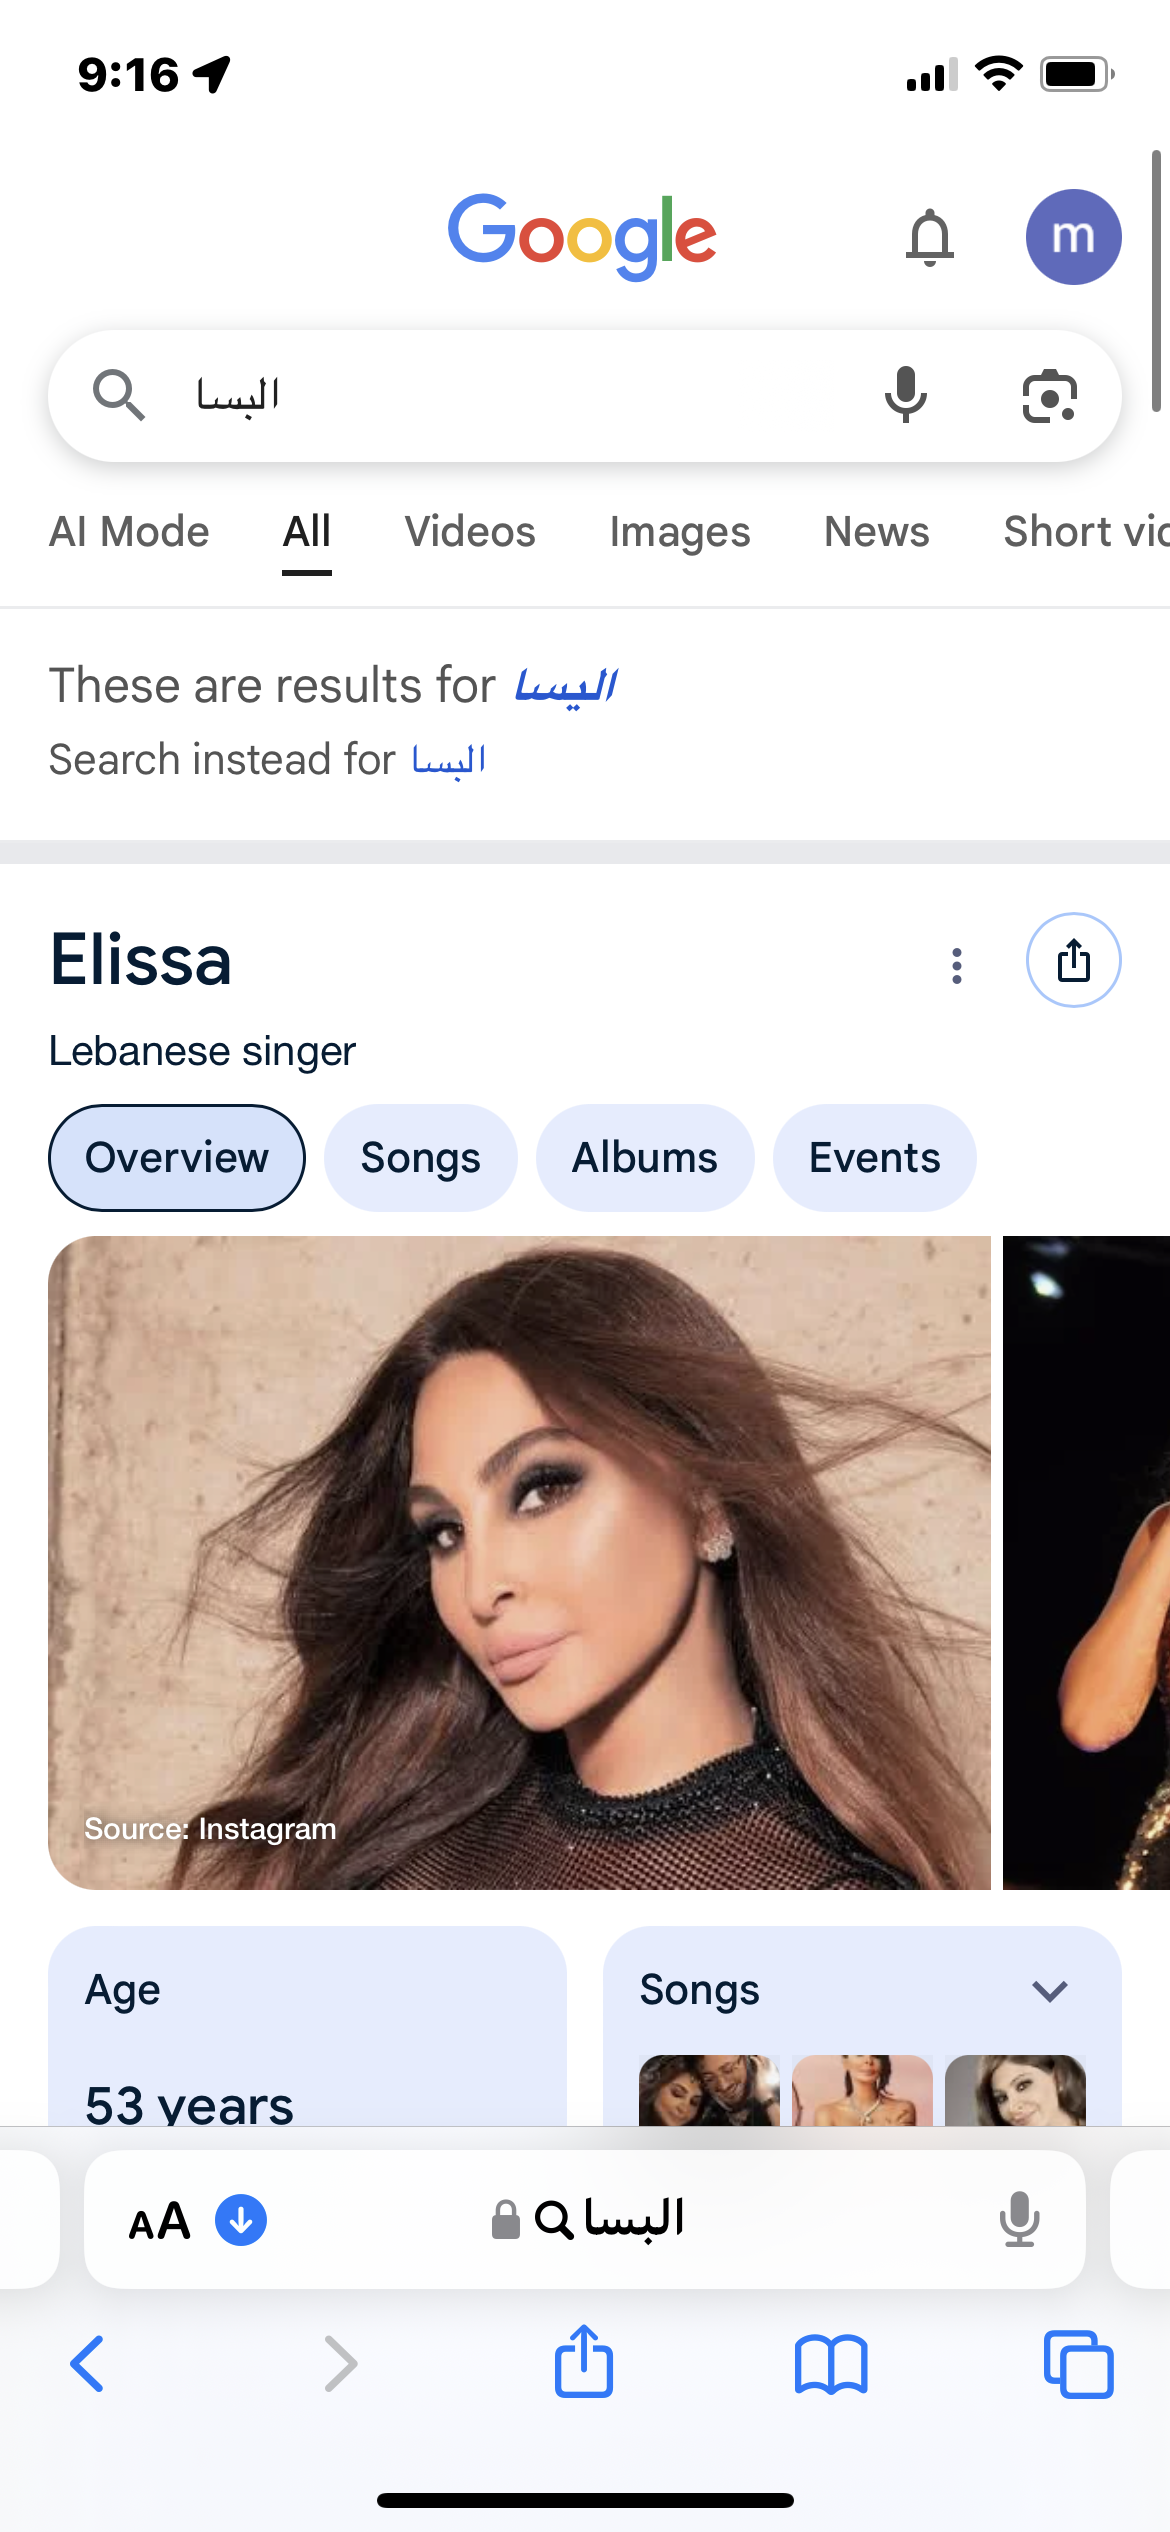 9:16
Google
m
البسا
AI Mode All Videos Images News Short vid
These are results for اليسا
Search instead for البسا
Elissa
Lebanese singer
Overview Songs Albums Events
Source: Instagram
Age
Songs
53 years
AA البسا